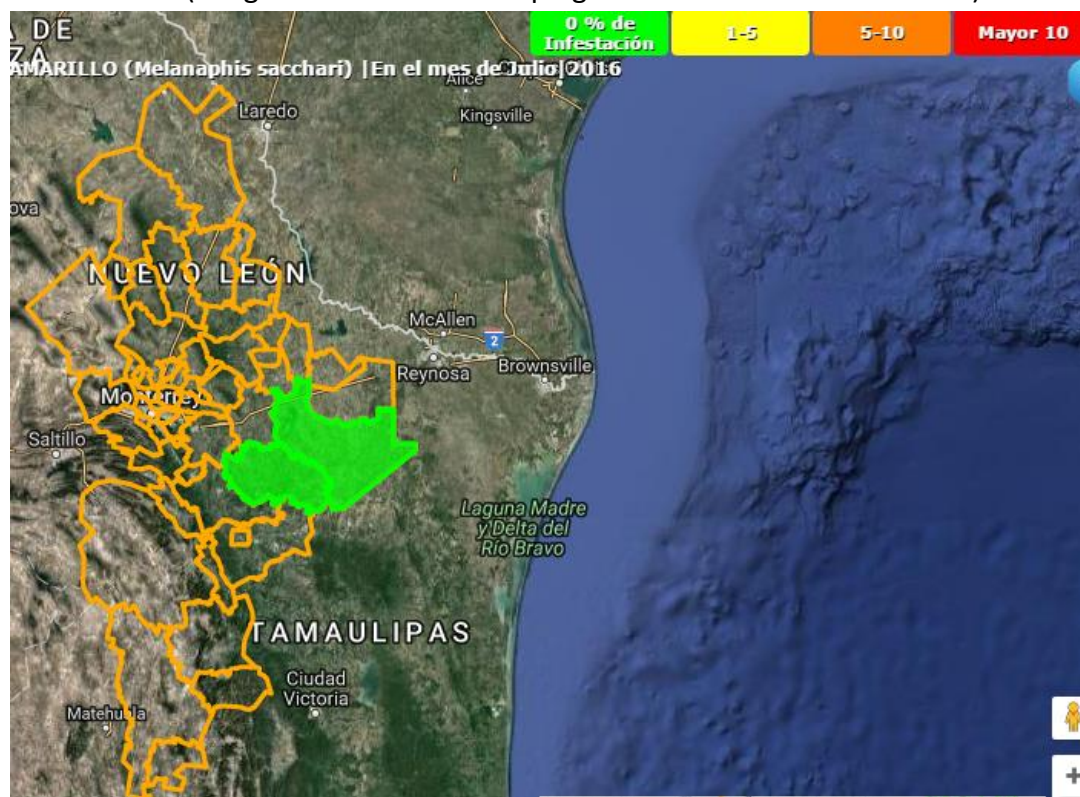 A DE
ZA
0 % de
Infestación
1-5
5-10
Mayor 10
AMARILLO (Melanaphis sacchari) |En el mes de Julio|2016
Alice
Laredo
Kingsville
ova
NUEVO LEÓN
McAllen
2
Reynosa
Brownsville
Monterrey
Saltillo
Laguna Madre
y Delta del
Río Bravo
TAMAULIPAS
Ciudad
Victoria
Matehuala
+